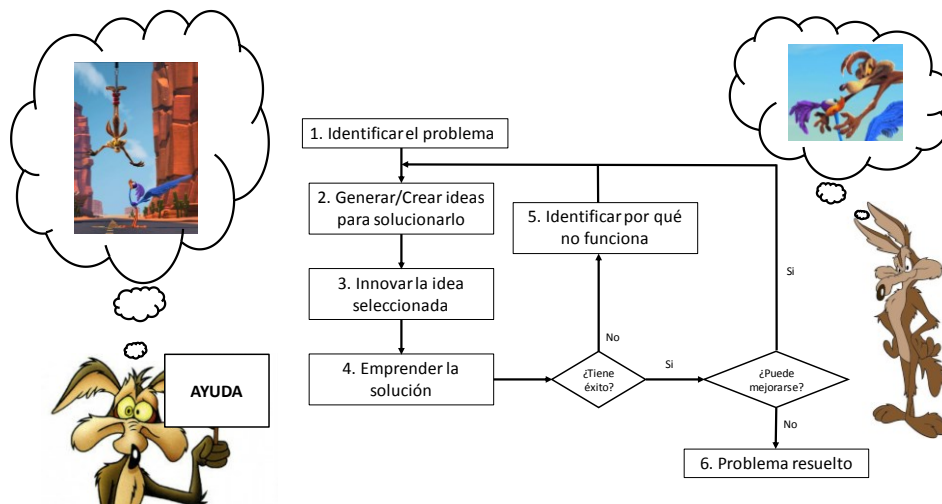 1. Identificar el problema
2. Generar/Crear ideas
para solucionarlo
5. Identificar por qué
no funciona
3. Innovar la idea
seleccionada
Si
No
AYUDA
4. Emprender la
solución
¿Tiene
éxito?
Si
¿Puede
mejorarse?
No
6. Problema resuelto